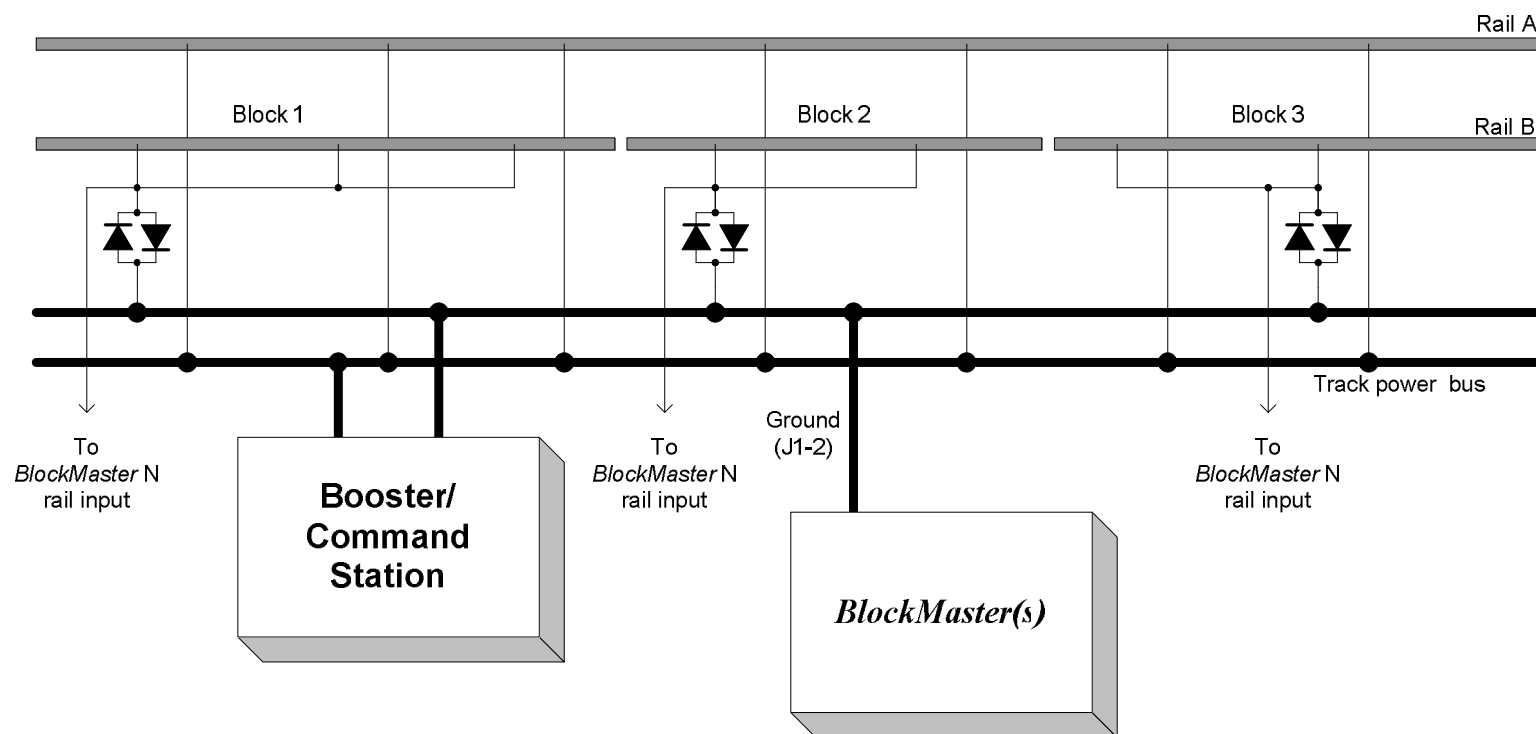 Rail A
Block 1
Block 2
Block 3
Rail B
Track power bus
To
BlockMaster N
rail input
Booster/
Command
Station
To
BlockMaster N
rail input
Ground
(J1-2)
To
BlockMaster N
rail input
BlockMaster(s)